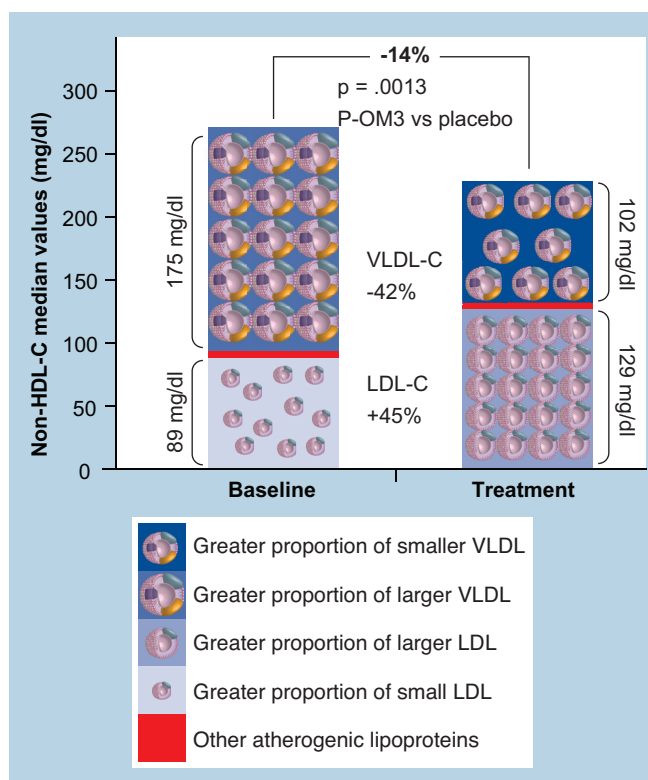 -14%
p = .0013
P-OM3 vs placebo
Non-HDL-C median values (mg/dl)
300
250
200
150
100
50
0
175 mg/dl
89 mg/dl
VLDL-C
-42%
LDL-C
+45%
102 mg/dl
129 mg/dl
Baseline
Treatment
Greater proportion of smaller VLDL
Greater proportion of larger VLDL
Greater proportion of larger LDL
Greater proportion of small LDL
Other atherogenic lipoproteins